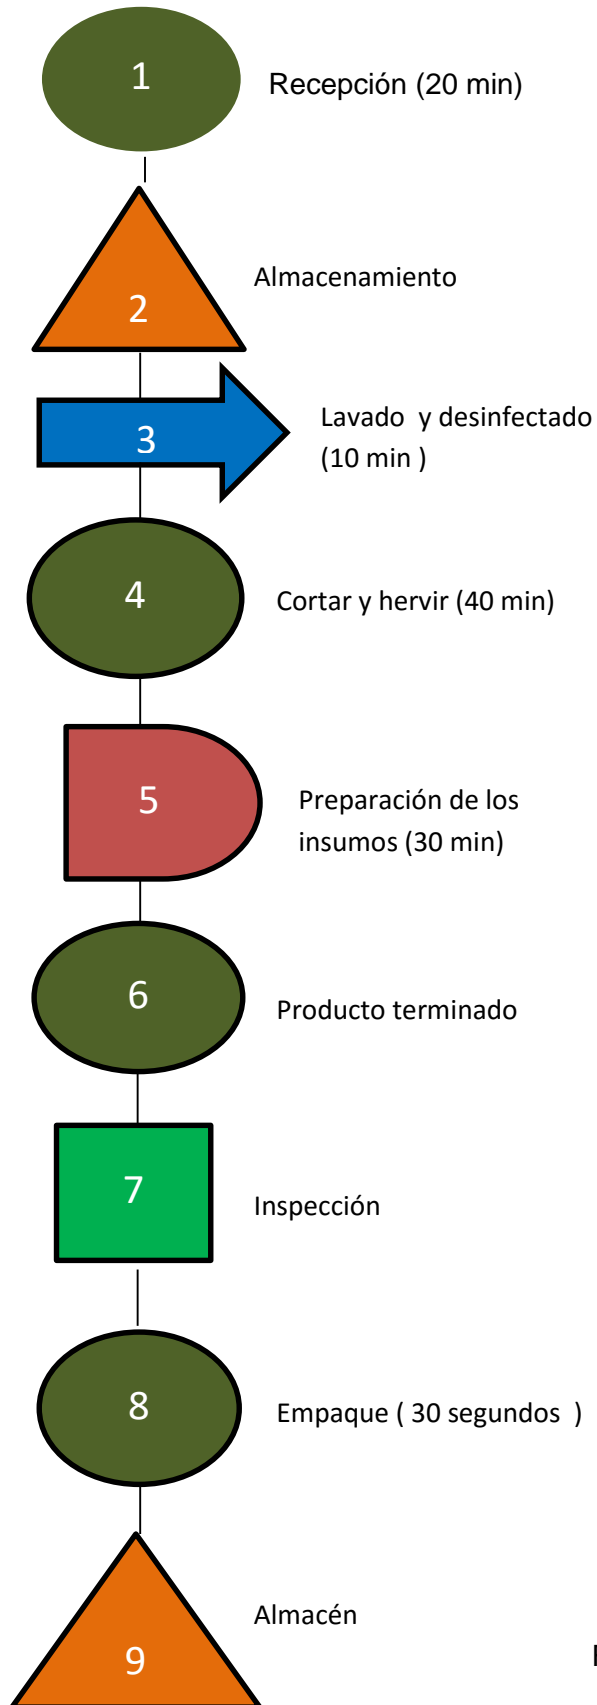 1
Recepción (20 min)
Almacenamiento
2
Lavado y desinfectado
3
(10 min )
4
Cortar y hervir (40 min)
5
Preparación de los
insumos (30 min)
6
Producto terminado
7
Inspección
8
Empaque ( 30 segundos )
Almacén
9